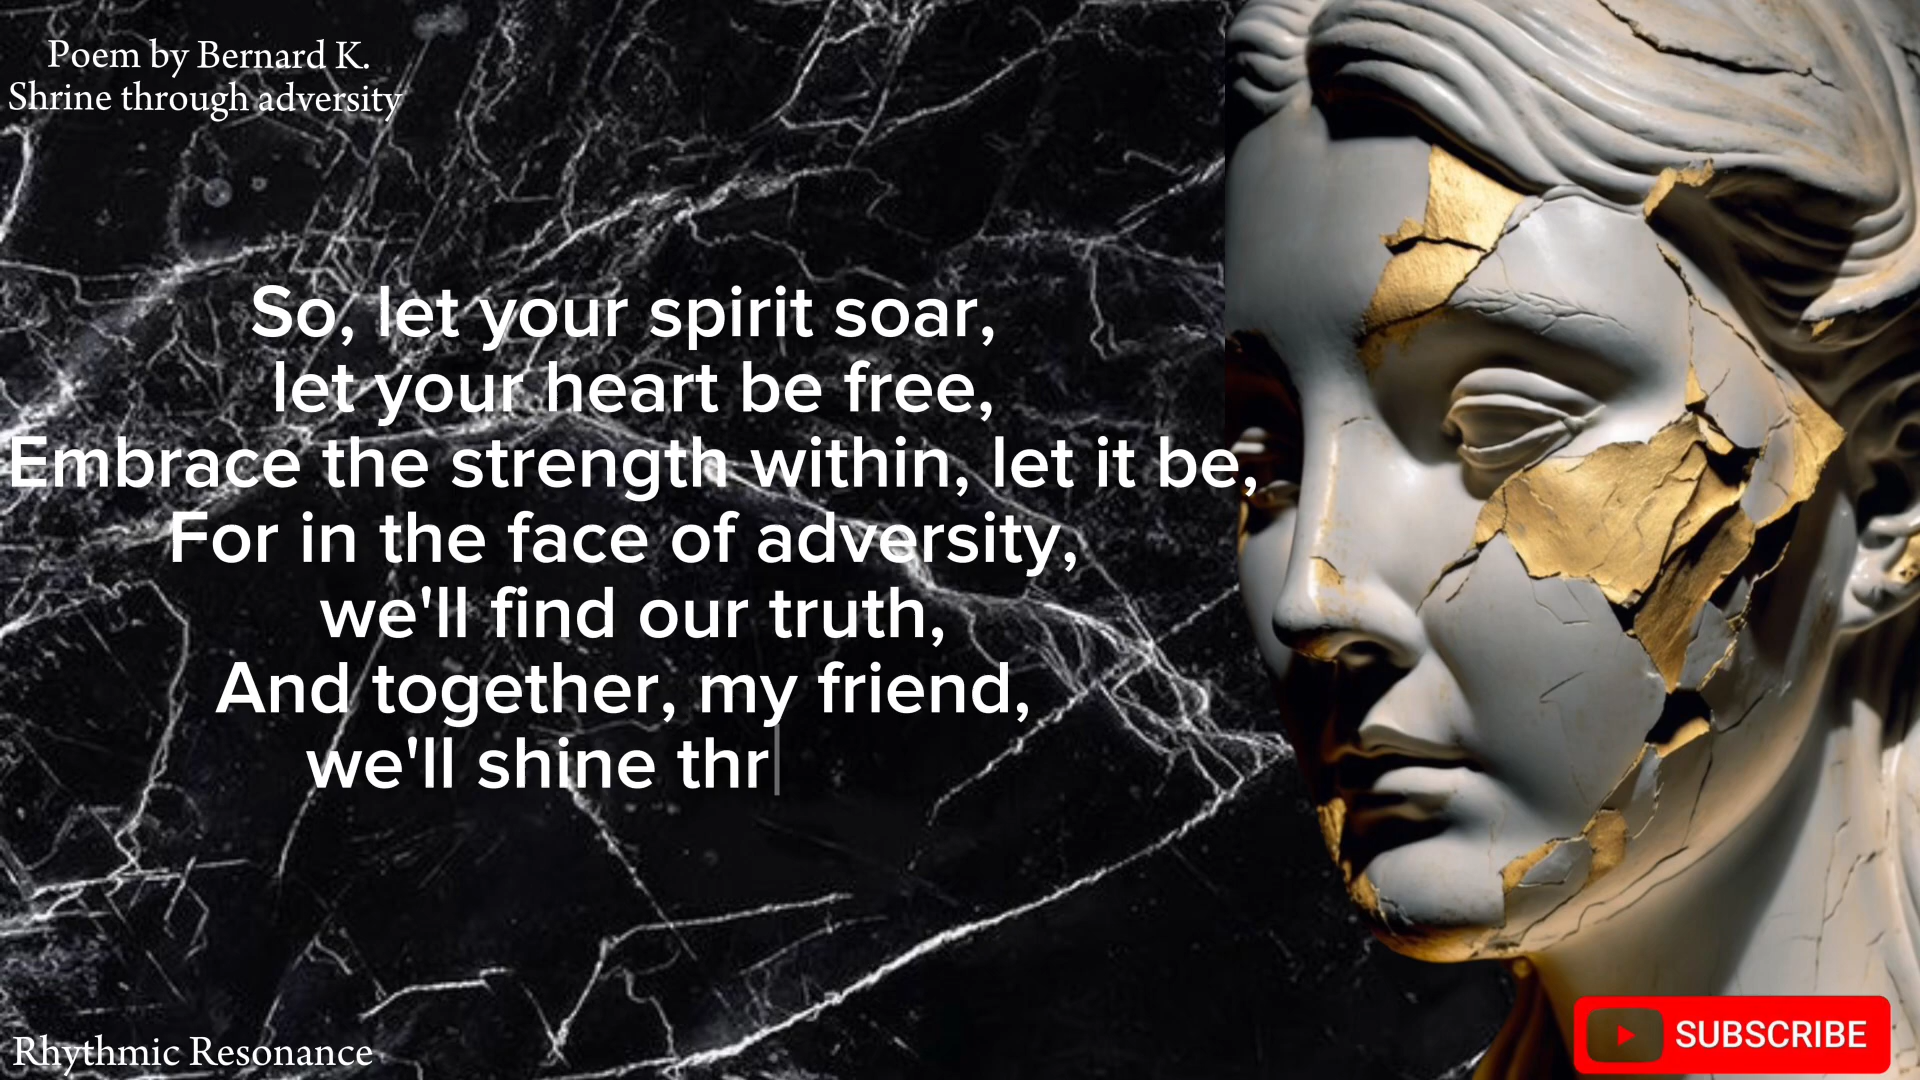 Poem by Bernard K.
Shrine through adversity
So, let your spirit soar,
let your heart be free,
Embrace the strength within, let it be,
For in the face of adversity,
we'll find our truth,
And together, my friend,
we'll shine thr
Rhythmic Resonance
SUBSCRIBE